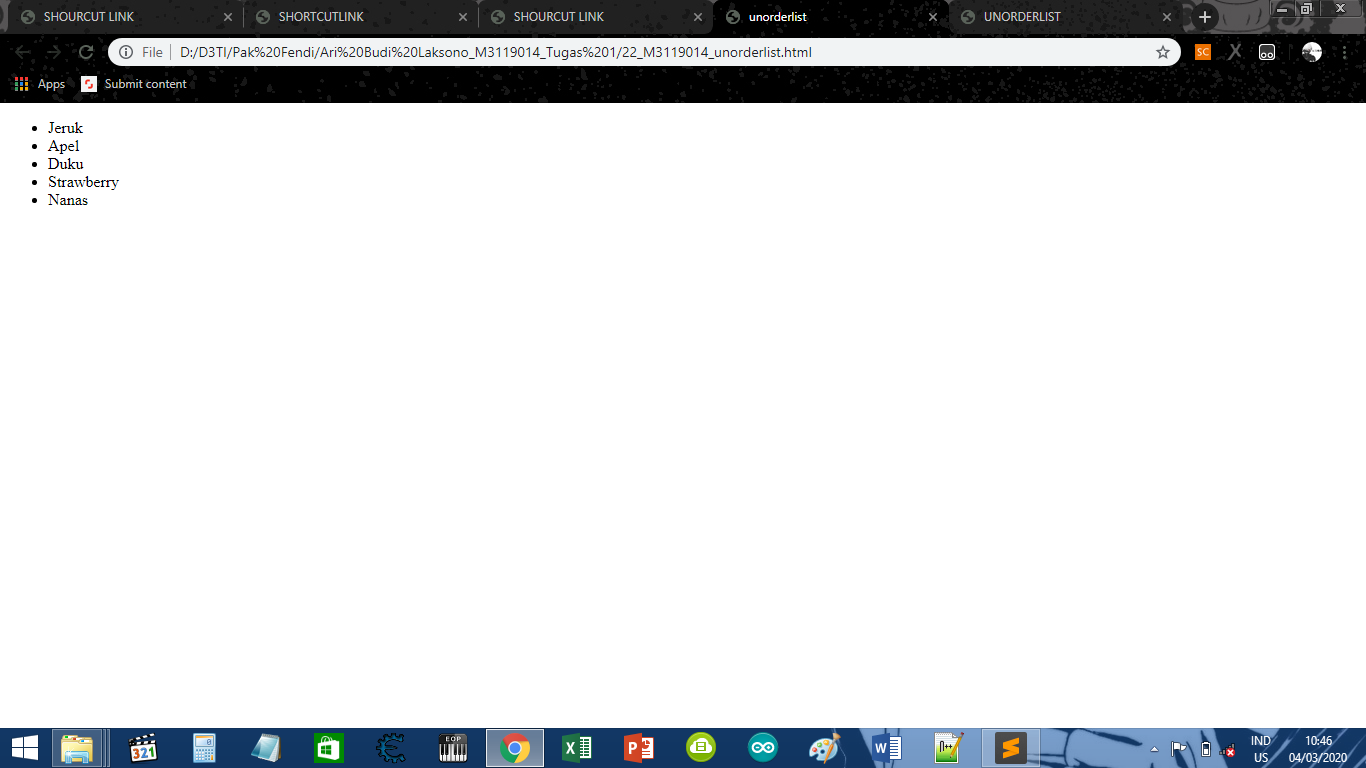 SHOURCUT LINK
SHORTCUTLINK
SHOURCUT LINK
unorderlist
UNORDERLIST
File
D:/D3TI/Pak%20Fendi/Ari%20Budi%20Laksono_M3119014_Tugas%201/22_M3119014_unorderlist.html
SC
Apps
Submit content
• Jeruk
• Apel
• Duku
• Strawberry
• Nanas
321
EOP
IND
US
10:46
04/03/2020